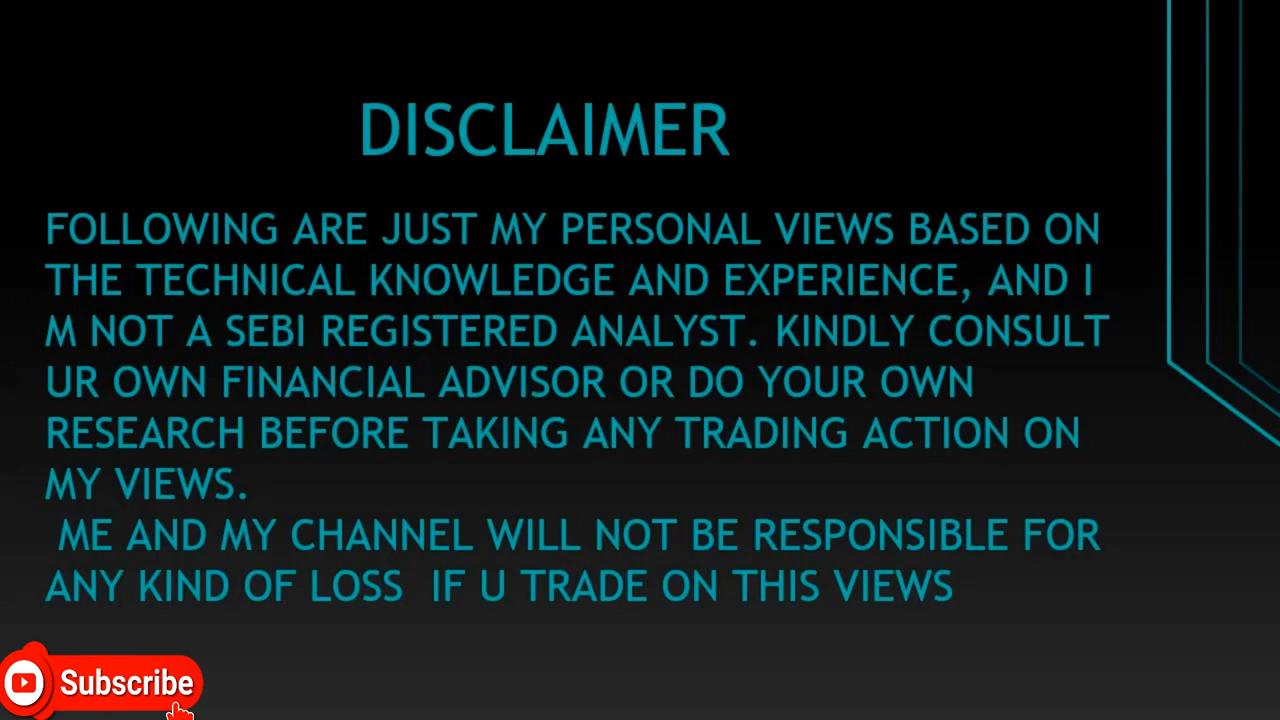 DISCLAIMER
FOLLOWING ARE JUST MY PERSONAL VIEWS BASED ON
THE TECHNICAL KNOWLEDGE AND EXPERIENCE, AND I
M NOT A SEBI REGISTERED ANALYST. KINDLY CONSULT
UR OWN FINANCIAL ADVISOR OR DO YOUR OWN
RESEARCH BEFORE TAKING ANY TRADING ACTION ON
MY VIEWS.
ME AND MY CHANNEL WILL NOT BE RESPONSIBLE FOR
ANY KIND OF LOSS  IF U TRADE ON THIS VIEWS
Subscribe